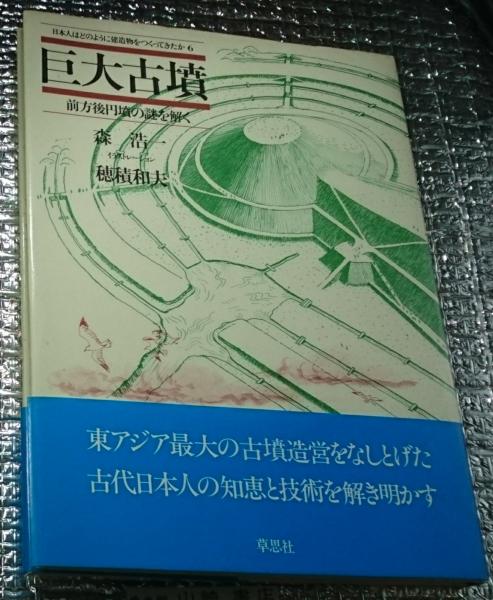 日本人はどのように建造物をつくってきたか 6
巨大古墳
前方後円墳の謎を解く
森 浩一
イラストレーション
穂積和夫
東アジア最大の古墳造営をなしとげた
古代日本人の知恵と技術を解き明かす
草思社